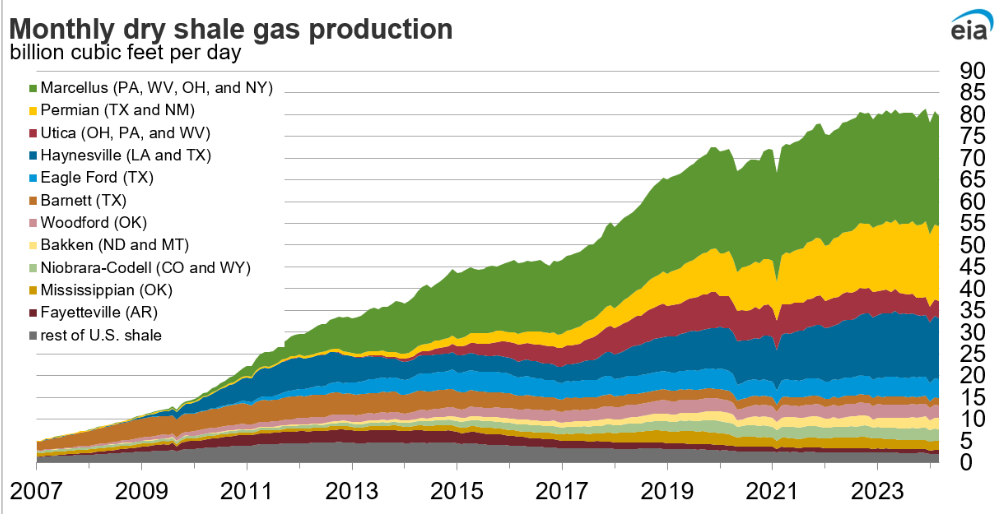 Monthly dry shale gas production
billion cubic feet per day
eia
Marcellus (PA, WV, OH, and NY)
Permian (TX and NM)
Utica (OH, PA, and WV)
Haynesville (LA and TX)
Eagle Ford (TX)
Barnett (TX)
Woodford (OK)
Bakken (ND and MT)
Niobrara-Codell (CO and WY)
Mississippian (OK)
Fayetteville (AR)
rest of U.S. shale
90
85
80
75
70
65
60
55
50
45
40
35
30
25
20
15
10
5
0
2007 2009 2011 2013 2015 2017 2019 2021 2023